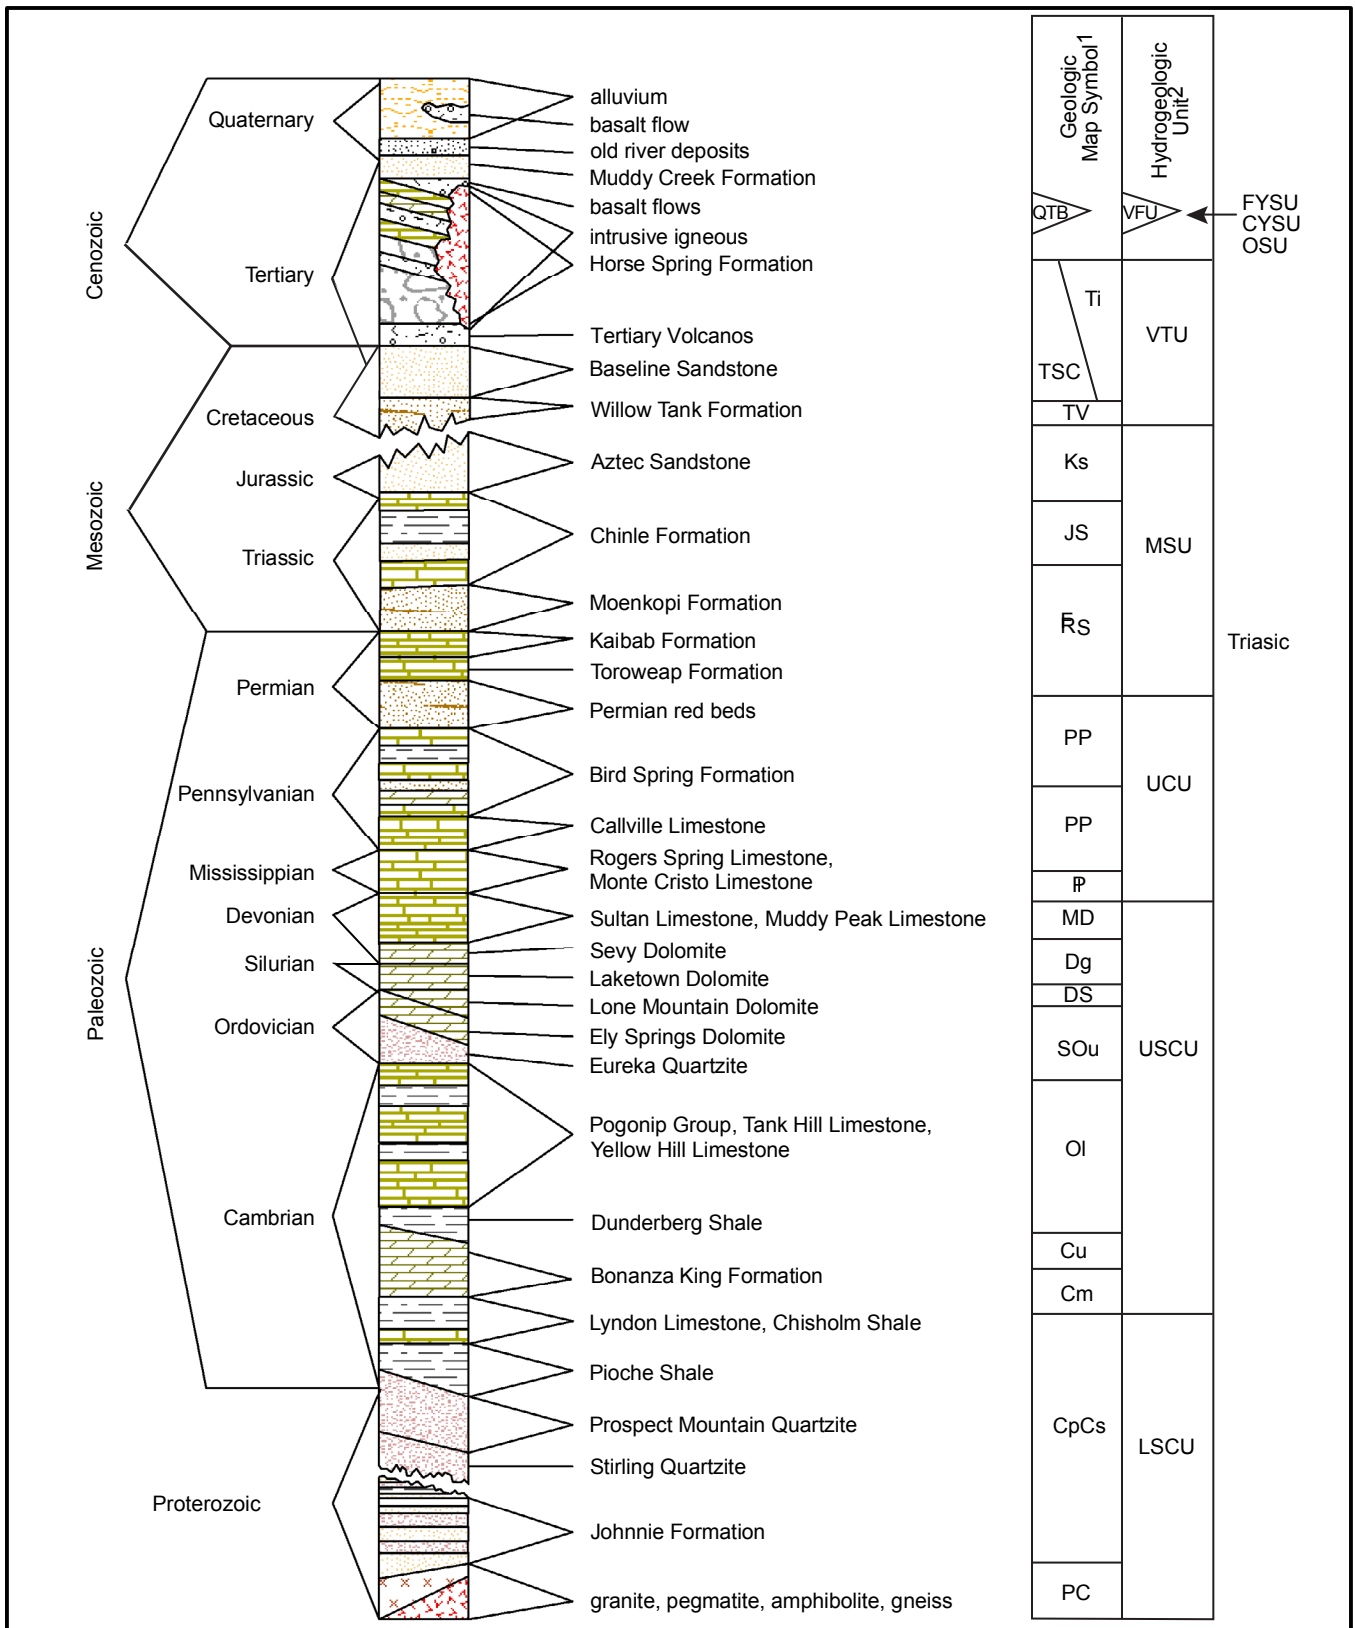 Geologic
Map Symbol1
Hydrogeologic
Unit2
Cenozoic
Mesozoic
Paleozoic
Quaternary
Tertiary
Cretaceous
Jurassic
Triassic
Permian
Pennsylvanian
Mississippian
Devonian
Silurian
Ordovician
Cambrian
Proterozoic
alluvium
basalt flow
old river deposits
Muddy Creek Formation
basalt flows
intrusive igneous
Horse Spring Formation
Tertiary Volcanos
Baseline Sandstone
Willow Tank Formation
Aztec Sandstone
Chinle Formation
Moenkopi Formation
Kaibab Formation
Toroweap Formation
Permian red beds
Bird Spring Formation
Callville Limestone
Rogers Spring Limestone,
Monte Cristo Limestone
Sultan Limestone, Muddy Peak Limestone
Sevy Dolomite
Laketown Dolomite
Lone Mountain Dolomite
Ely Springs Dolomite
Eureka Quartzite
Pogonip Group, Tank Hill Limestone,
Yellow Hill Limestone
Dunderberg Shale
Bonanza King Formation
Lyndon Limestone, Chisholm Shale
Pioche Shale
Prospect Mountain Quartzite
Stirling Quartzite
Johnnie Formation
granite, pegmatite, amphibolite, gneiss
QTB
Ti
TSC
TV
Ks
JS
PP
PP
MD
Dg
DS
SOu
Ol
Cu
Cm
CpCs
PC
VFU
VTU
MSU
UCU
USCU
LSCU
FYSU
CYSU
OSU
Triasic